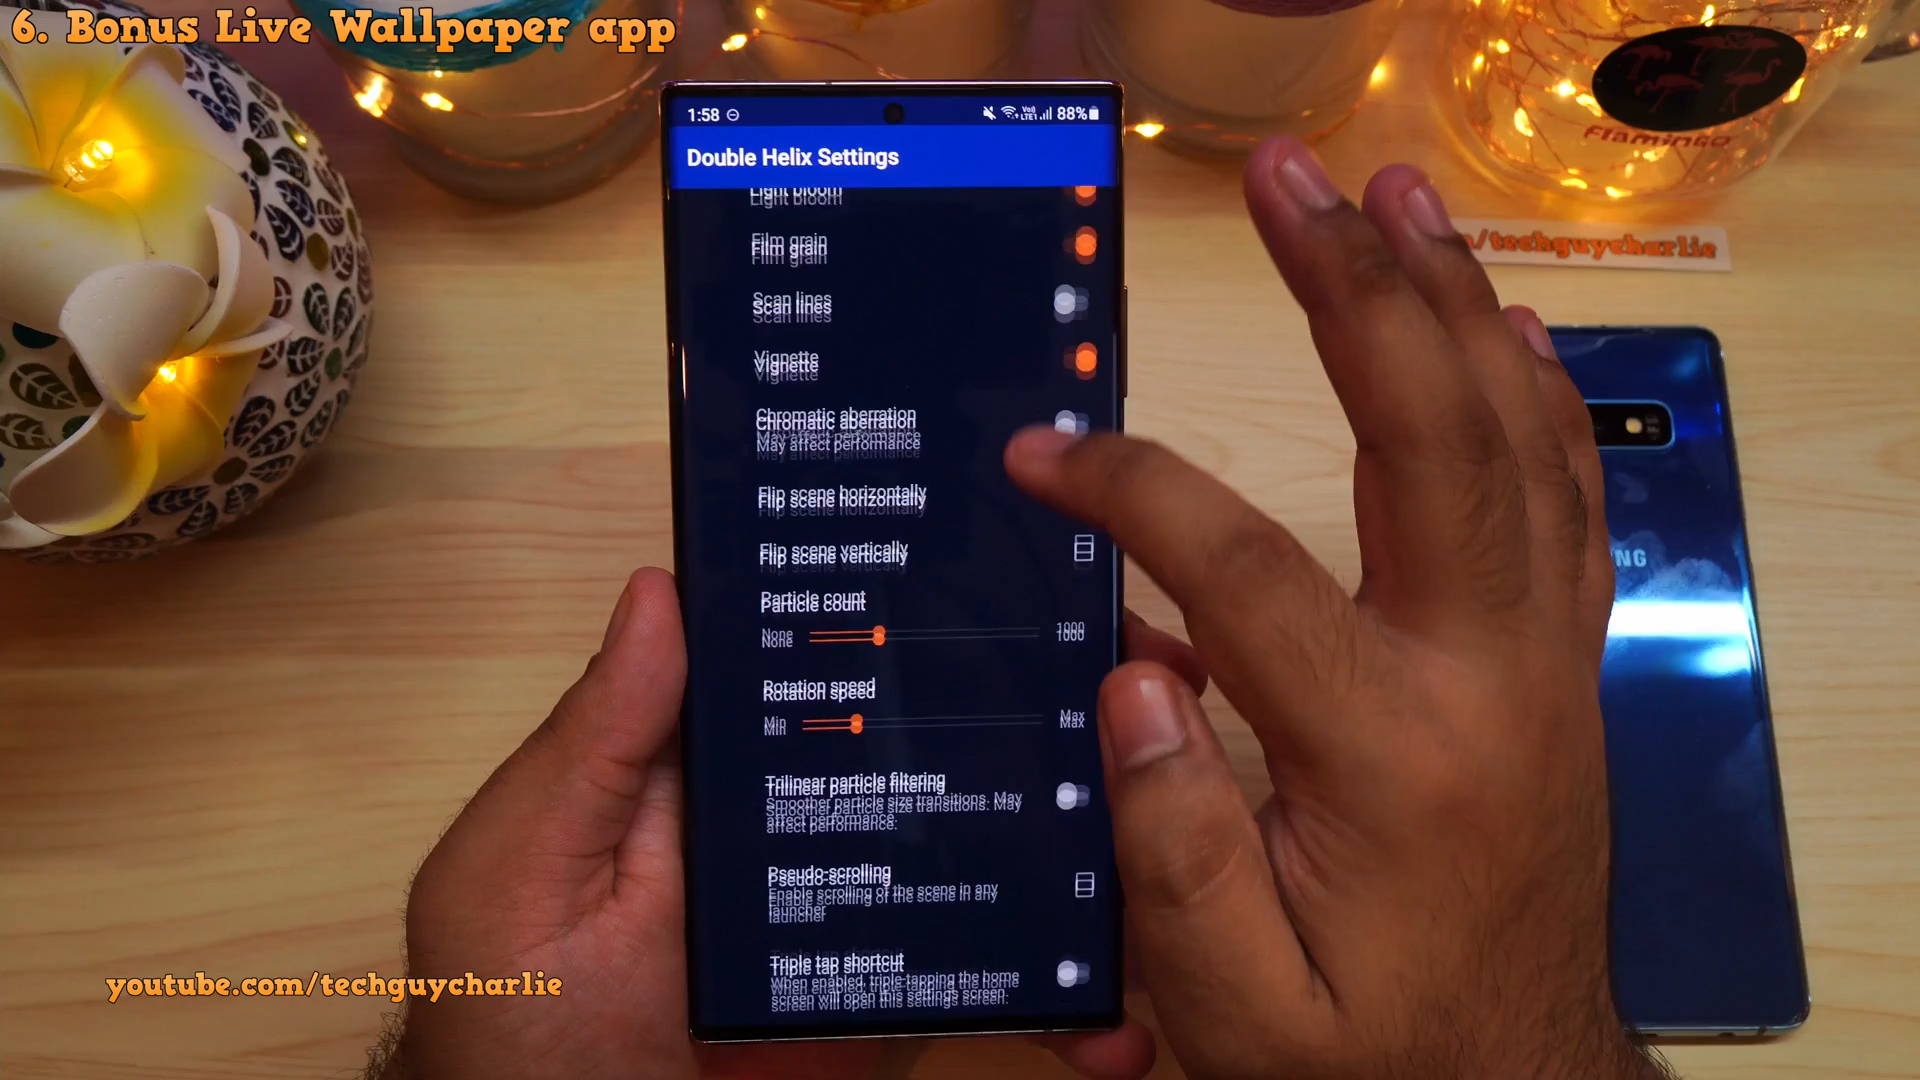 6. Bonus Live Wallpaper app
1:58
88%
Double Helix Settings
Light bloom
Film grain
Scan lines
Vignette
Chromatic aberration
May affect performance
Flip scene horizontally
Flip scene vertically
Particle count
None 1000
Rotation speed
Min Max
Trilinear particle filtering
Smoother particle size transitions. May
affect performance.
Pseudo-scrolling
Enable scrolling of the scene in any
launcher
Triple tap shortcut
When enabled, triple-tapping the home
screen will open this settings screen.
Flamingo
/techguycharlie
NG
youtube.com/techguycharlie